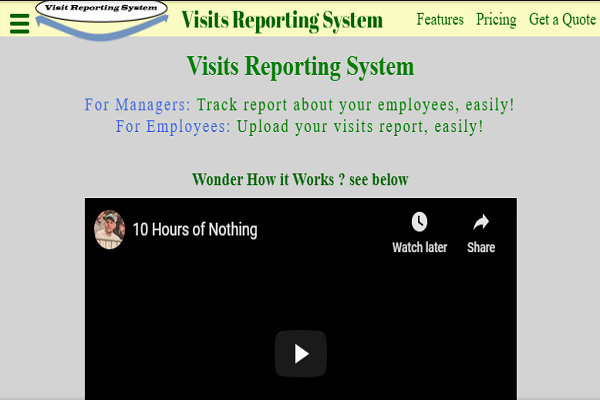 Visit Reporting System
Visits Reporting System
Features Pricing Get a Quote
Visits Reporting System
For Managers: Track report about your employees, easily!
For Employees: Upload your visits report, easily!
Wonder How it Works ? see below
10 Hours of Nothing
Watch later
Share